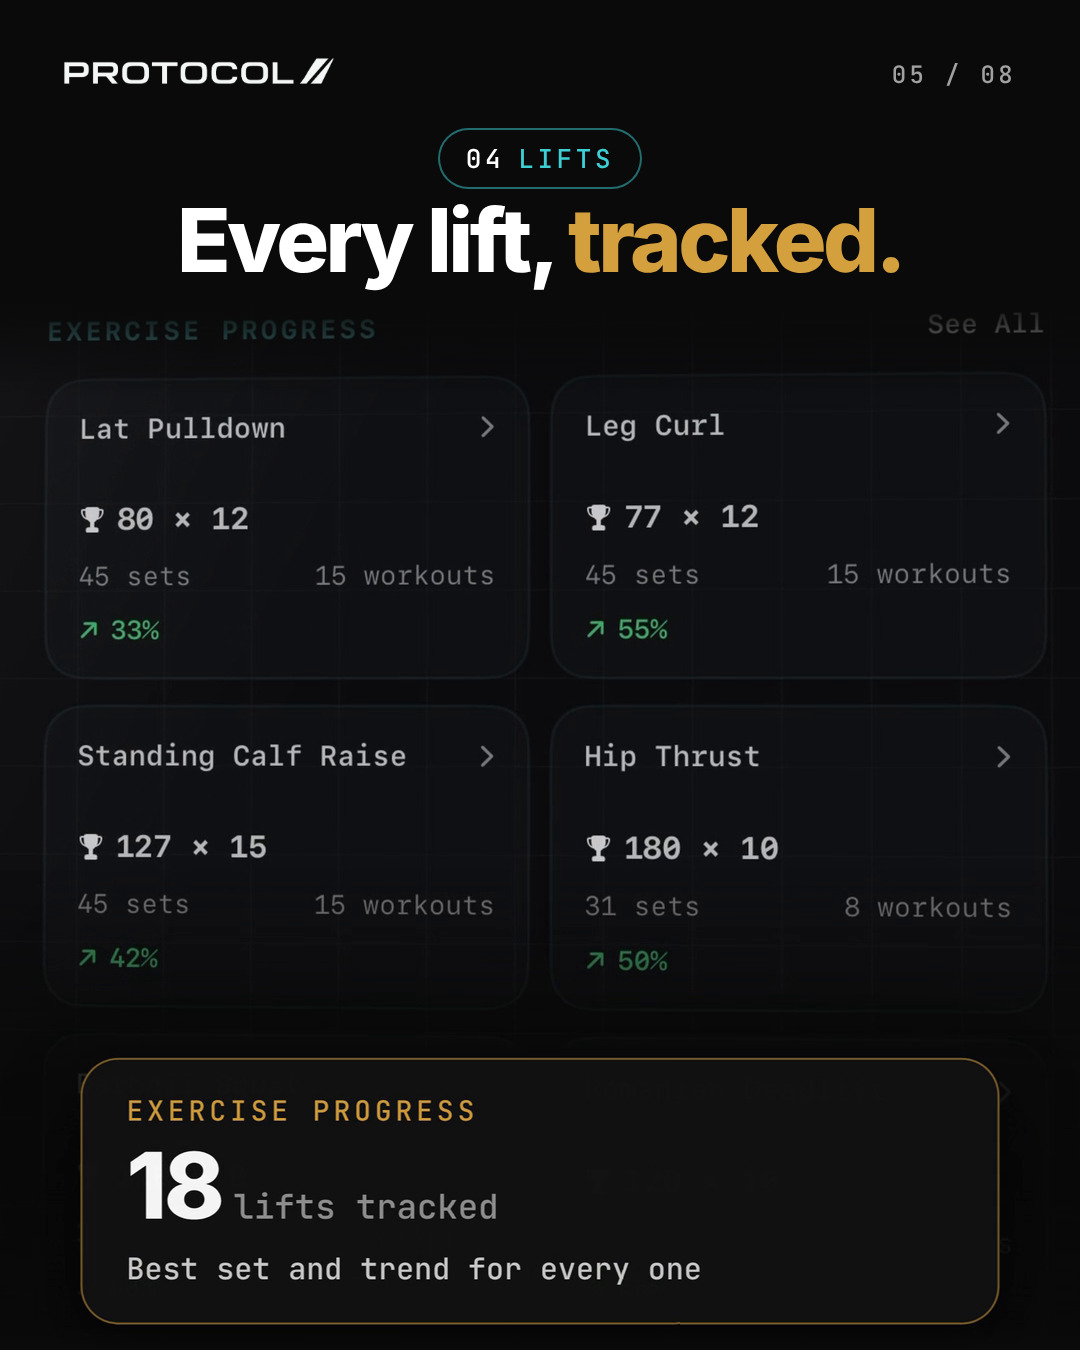 PROTOCOL
05 / 08
04 LIFTS
Every lift, tracked.
EXERCISE PROGRESS
See All
Lat Pulldown
80 × 12
45 sets 15 workouts
↗ 33%
Leg Curl
77 × 12
45 sets 15 workouts
↗ 55%
Standing Calf Raise
127 × 15
45 sets 15 workouts
↗ 42%
Hip Thrust
180 × 10
31 sets 8 workouts
↗ 50%
EXERCISE PROGRESS
18 lifts tracked
Best set and trend for every one